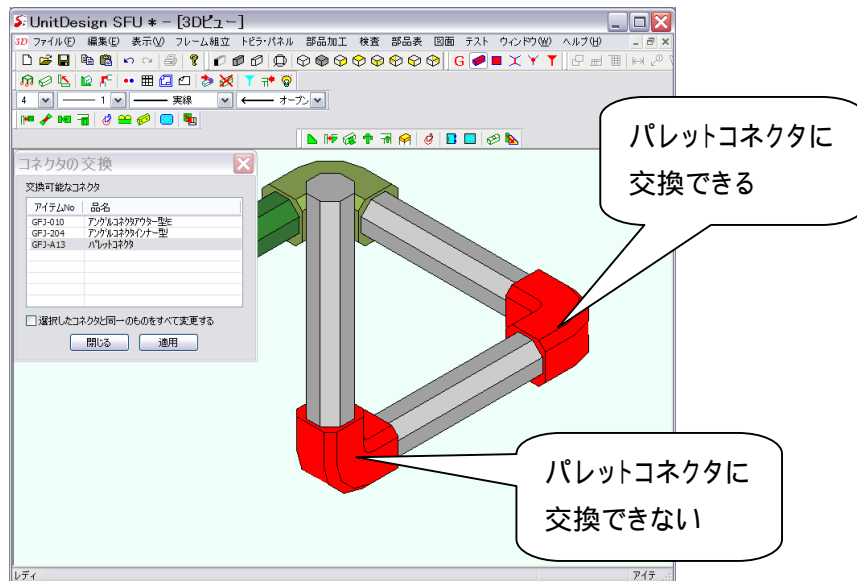 UnitDesign SFU * - [3Dビュー]
3D ファイル(F) 編集(E) 表示(V) フレーム組立 トビラ・パネル 部品加工 検査 部品表 図面 テスト ウィンドウ(W) ヘルプ(H)
G
4 1 実線 オープン
パレットコネクタに
交換できる
コネクタの交換
交換可能なコネクタ
アイテムNo 品名
GFJ-010 アングルコネクタアウター型E
GFJ-204 アングルコネクタインナー型I
GFJ-A13 パレットコネクタ
選択したコネクタと同一のものをすべて変更する
閉じる 適用
パレットコネクタに
交換できない
レディ アイテ